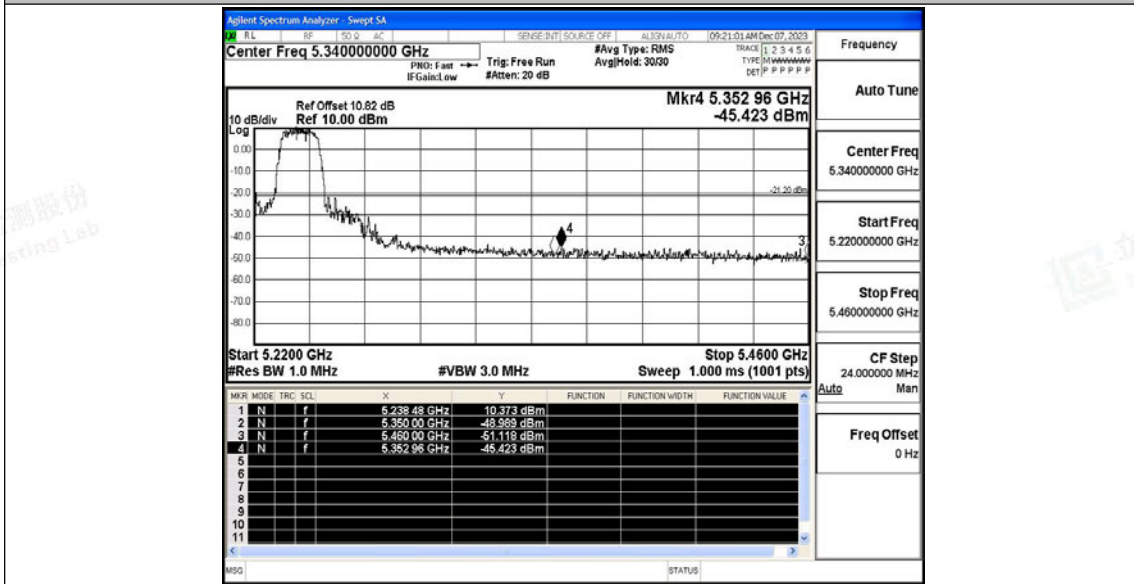 Agilent Spectrum Analyzer - Swept SA
RL RF 50 Ω AC SENSE:INT SOURCE OFF ALIGN AUTO 09:21:01 AM Dec 07, 2023
Center Freq 5.340000000 GHz
PNO: Fast
IFGain:Low
Trig: Free Run
#Atten: 20 dB
#Avg Type: RMS
Avg|Hold: 30/30
TRACE 1 2 3 4 5 6
TYPE M W W W W W
DET P P P P P P
Frequency
Auto Tune
Center Freq
5.340000000 GHz
Start Freq
5.220000000 GHz
Stop Freq
5.460000000 GHz
CF Step
24.000000 MHz
Auto Man
Freq Offset
0 Hz
Mkr4 5.352 96 GHz
-45.423 dBm
Ref Offset 10.82 dB
10 dB/div Ref 10.00 dBm
Log
0.00
-10.0
-20.0
-30.0
-40.0
-50.0
-60.0
-70.0
-80.0
-21.20 dBm
4
3
Start 5.2200 GHz Stop 5.4600 GHz
#Res BW 1.0 MHz #VBW 3.0 MHz Sweep 1.000 ms (1001 pts)
MKR MODE TRC SCL X Y FUNCTION FUNCTION WIDTH FUNCTION VALUE
1 N f 5.238 48 GHz 10.373 dBm
2 N f 5.350 00 GHz -48.989 dBm
3 N f 5.460 00 GHz -51.118 dBm
4 N f 5.352 96 GHz -45.423 dBm
5
6
7
8
9
10
11
MSG STATUS
测股份
esting Lab
立